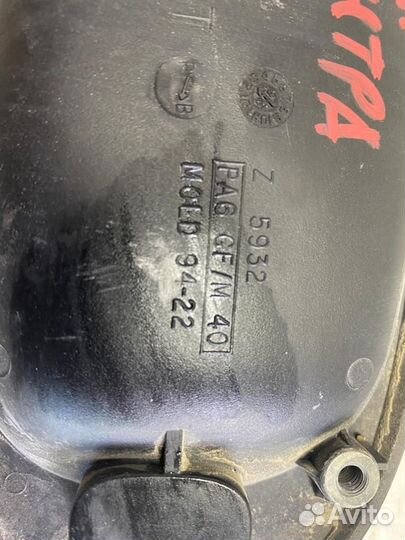 T
B
КТРА
Z 5932
PA6 GF/M 40
MOLD 94-22
Avito